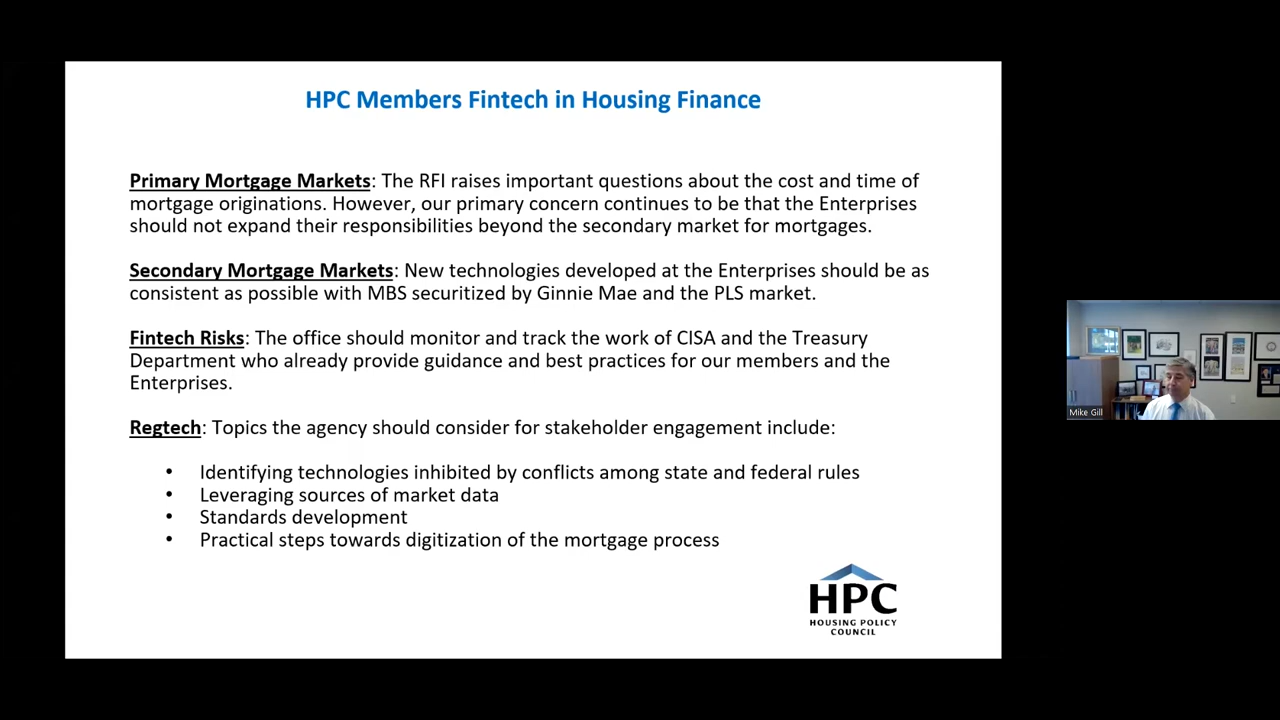 HPC Members Fintech in Housing Finance
Primary Mortgage Markets: The RFI raises important questions about the cost and time of
mortgage originations. However, our primary concern continues to be that the Enterprises
should not expand their responsibilities beyond the secondary market for mortgages.
Secondary Mortgage Markets: New technologies developed at the Enterprises should be as
consistent as possible with MBS securitized by Ginnie Mae and the PLS market.
Fintech Risks: The office should monitor and track the work of CISA and the Treasury
Department who already provide guidance and best practices for our members and the
Enterprises.
Regtech: Topics the agency should consider for stakeholder engagement include:
• Identifying technologies inhibited by conflicts among state and federal rules
• Leveraging sources of market data
• Standards development
• Practical steps towards digitization of the mortgage process
HPC
HOUSING POLICY
COUNCIL
Mike Gill